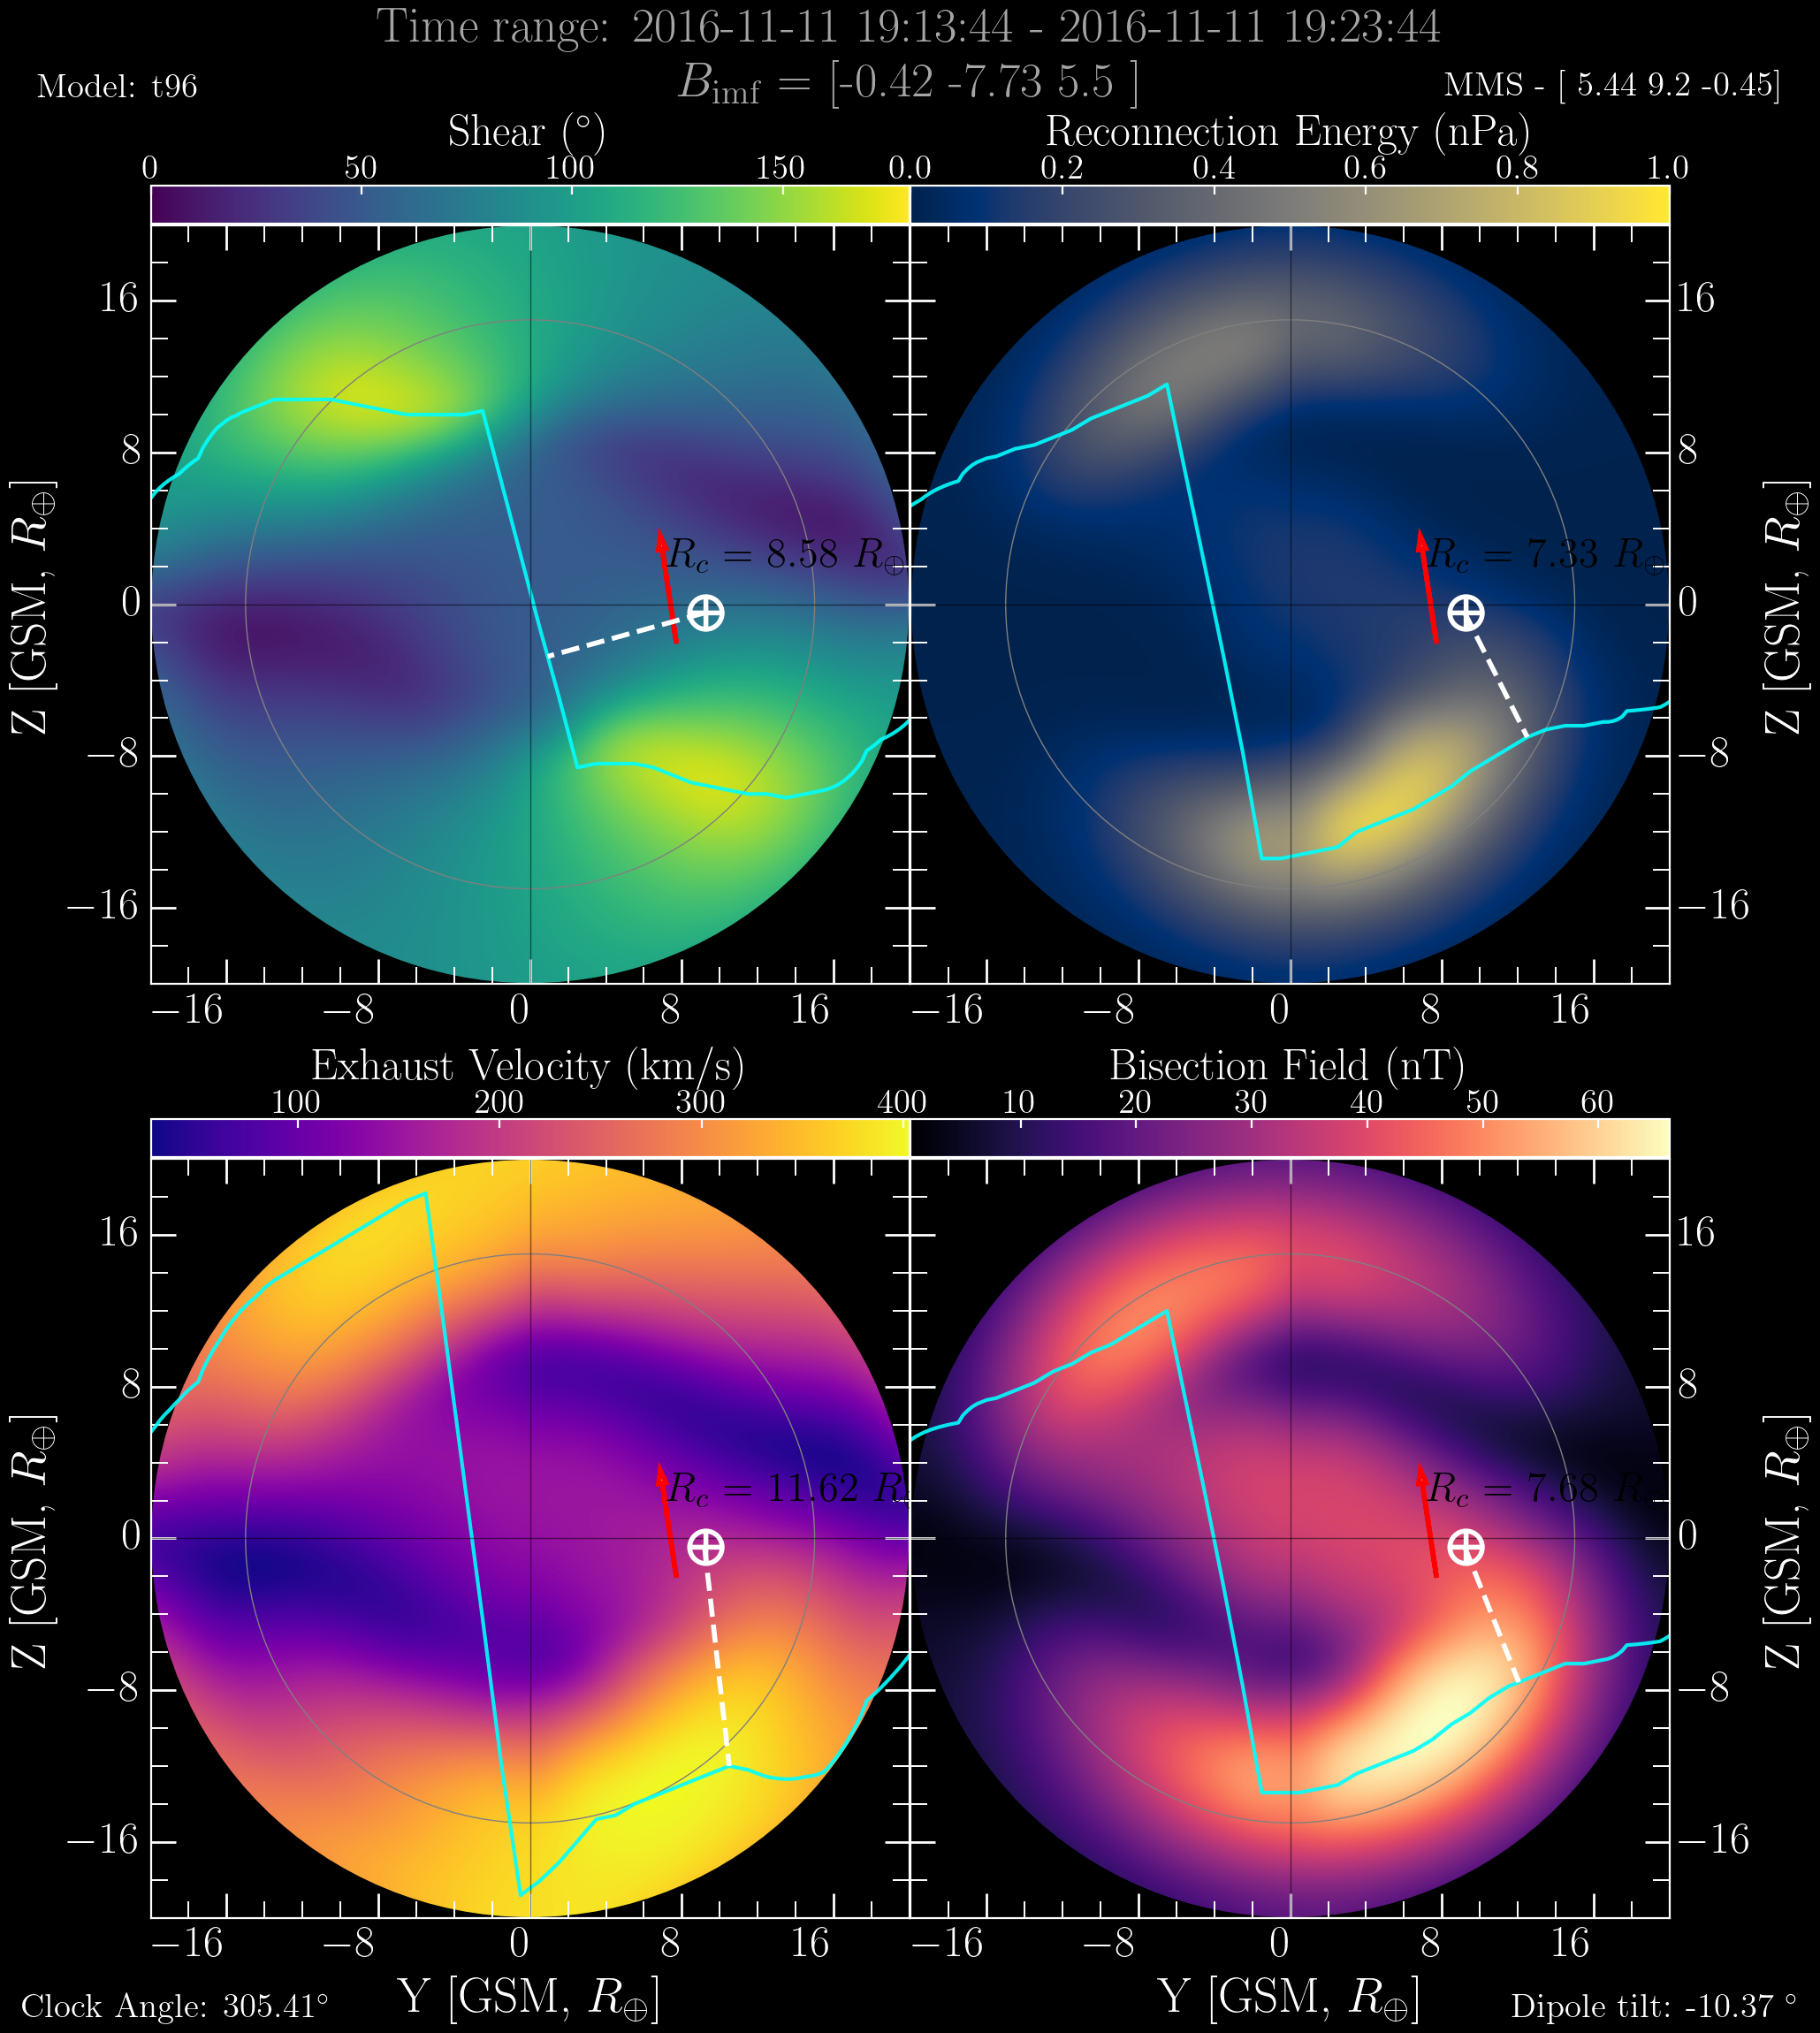 Time range: 2016-11-11 19:13:44 - 2016-11-11 19:23:44
Model: t96
B_imf = [-0.42 -7.73 5.5 ]
MMS - [ 5.44 9.2 -0.45]
Shear (°)
Reconnection Energy (nPa)
0 50 100 150 0.0 0.2 0.4 0.6 0.8 1.0
16 8 0 −8 −16
Z [GSM, R⊕]
R_c = 8.58 R⊕
R_c = 7.33 R⊕
16 8 0 −8 −16
Z [GSM, R⊕]
−16 −8 0 8 16
−16 −8 0 8 16
Exhaust Velocity (km/s)
Bisection Field (nT)
100 200 300 400
10 20 30 40 50 60
16 8 0 −8 −16
Z [GSM, R⊕]
R_c = 11.62 R
R_c = 7.68 R
16 8 0 −8 −16
Z [GSM, R⊕]
−16 −8 0 8 16
−16 −8 0 8 16
Y [GSM, R⊕]
Y [GSM, R⊕]
Clock Angle: 305.41°
Dipole tilt: -10.37 °